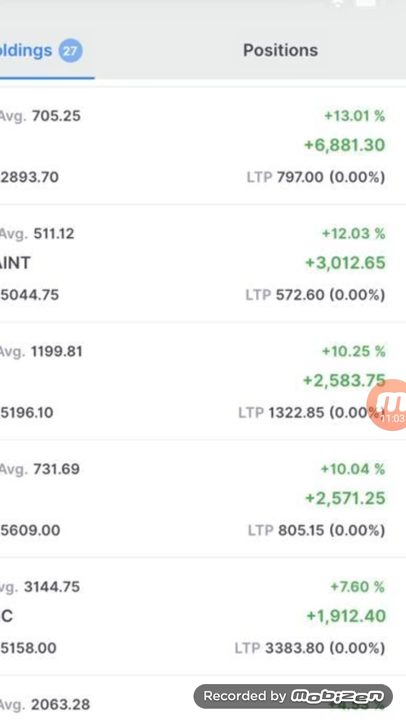 oldings 27 Positions
Avg. 705.25 +13.01 %
+6,881.30
2893.70 LTP 797.00 (0.00%)
Avg. 511.12 +12.03 %
AINT +3,012.65
5044.75 LTP 572.60 (0.00%)
Avg. 1199.81 +10.25 %
+2,583.75
5196.10 LTP 1322.85 (0.00%)
11:03
Avg. 731.69 +10.04 %
+2,571.25
5609.00 LTP 805.15 (0.00%)
vg. 3144.75 +7.60 %
C +1,912.40
5158.00 LTP 3383.80 (0.00%)
Avg. 2063.28
Recorded by mobizen